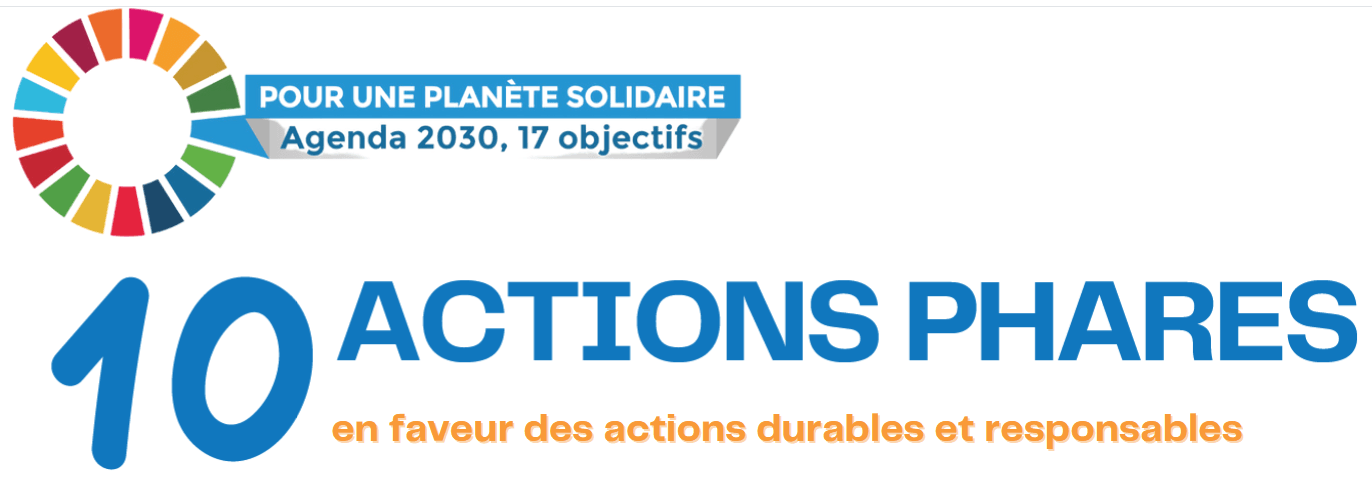 POUR UNE PLANÈTE SOLIDAIRE
Agenda 2030, 17 objectifs
10 ACTIONS PHARES
en faveur des actions durables et responsables